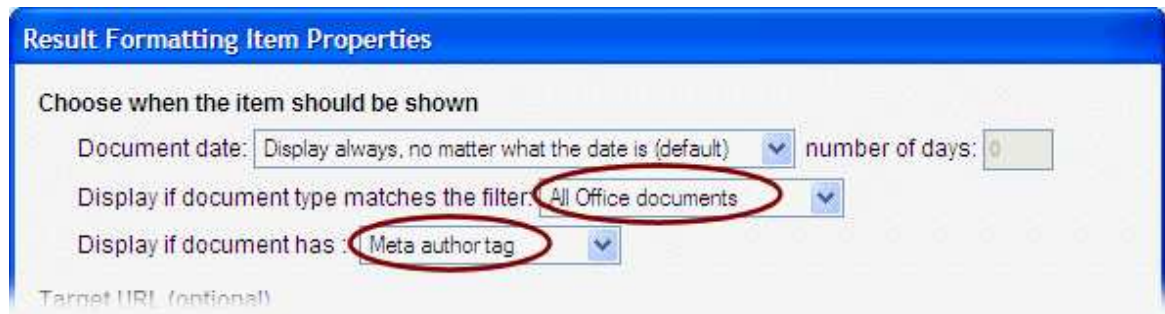 Result Formatting Item Properties
Choose when the item should be shown
Document date: Display always, no matter what the date is (default) number of days: 0
Display if document type matches the filter: All Office documents
Display if document has : Meta author tag
Target URL (optional)